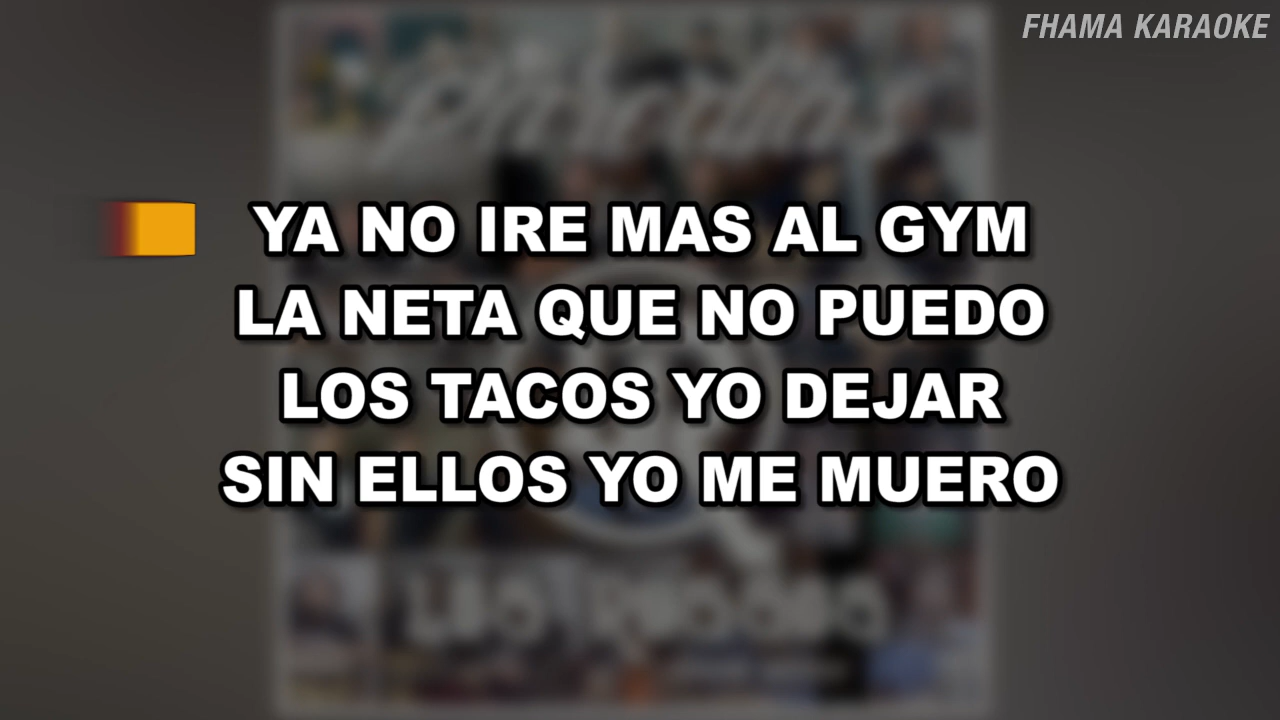 FHAMA KARAOKE
Parodias
YA NO IRE MAS AL GYM
LA NETA QUE NO PUEDO
LOS TACOS YO DEJAR
SIN ELLOS YO ME MUERO